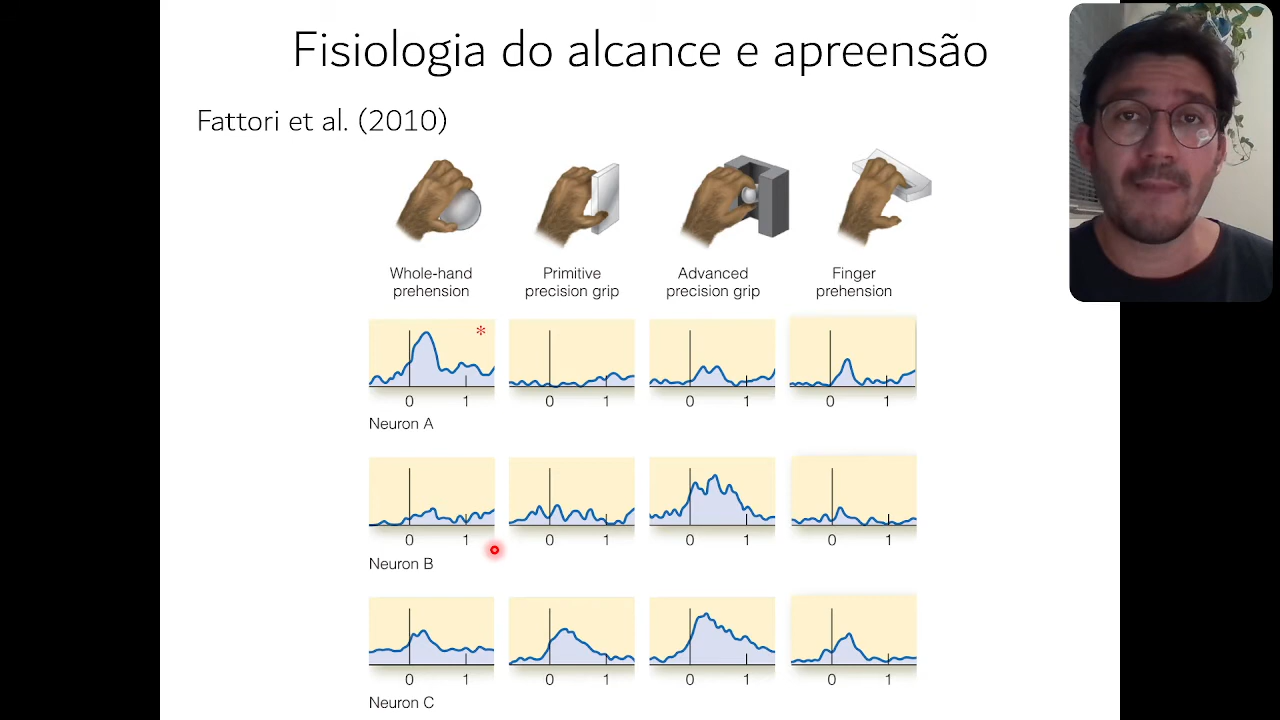 Fisiologia do alcance e apreensão
Fattori et al. (2010)
Whole-hand
prehension
Primitive
precision grip
Advanced
precision grip
Finger
prehension
*
0 1 0 1 0 1 0 1
Neuron A
0 1 0 1 0 1 0 1
Neuron B
0 1 0 1 0 1 0 1
Neuron C